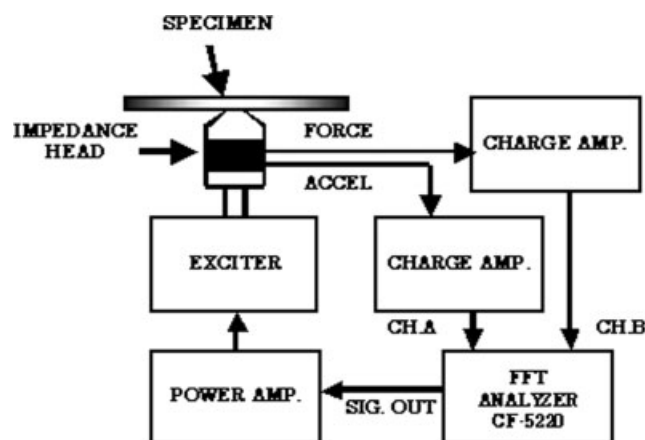 SPECIMEN
IMPEDANCE
HEAD
FORCE
ACCEL
CHARGE AMP.
EXCITER
CHARGE AMP.
CH.A
CH.B
POWER AMP.
SIG. OUT
FFT
ANALYZER
CF-5220